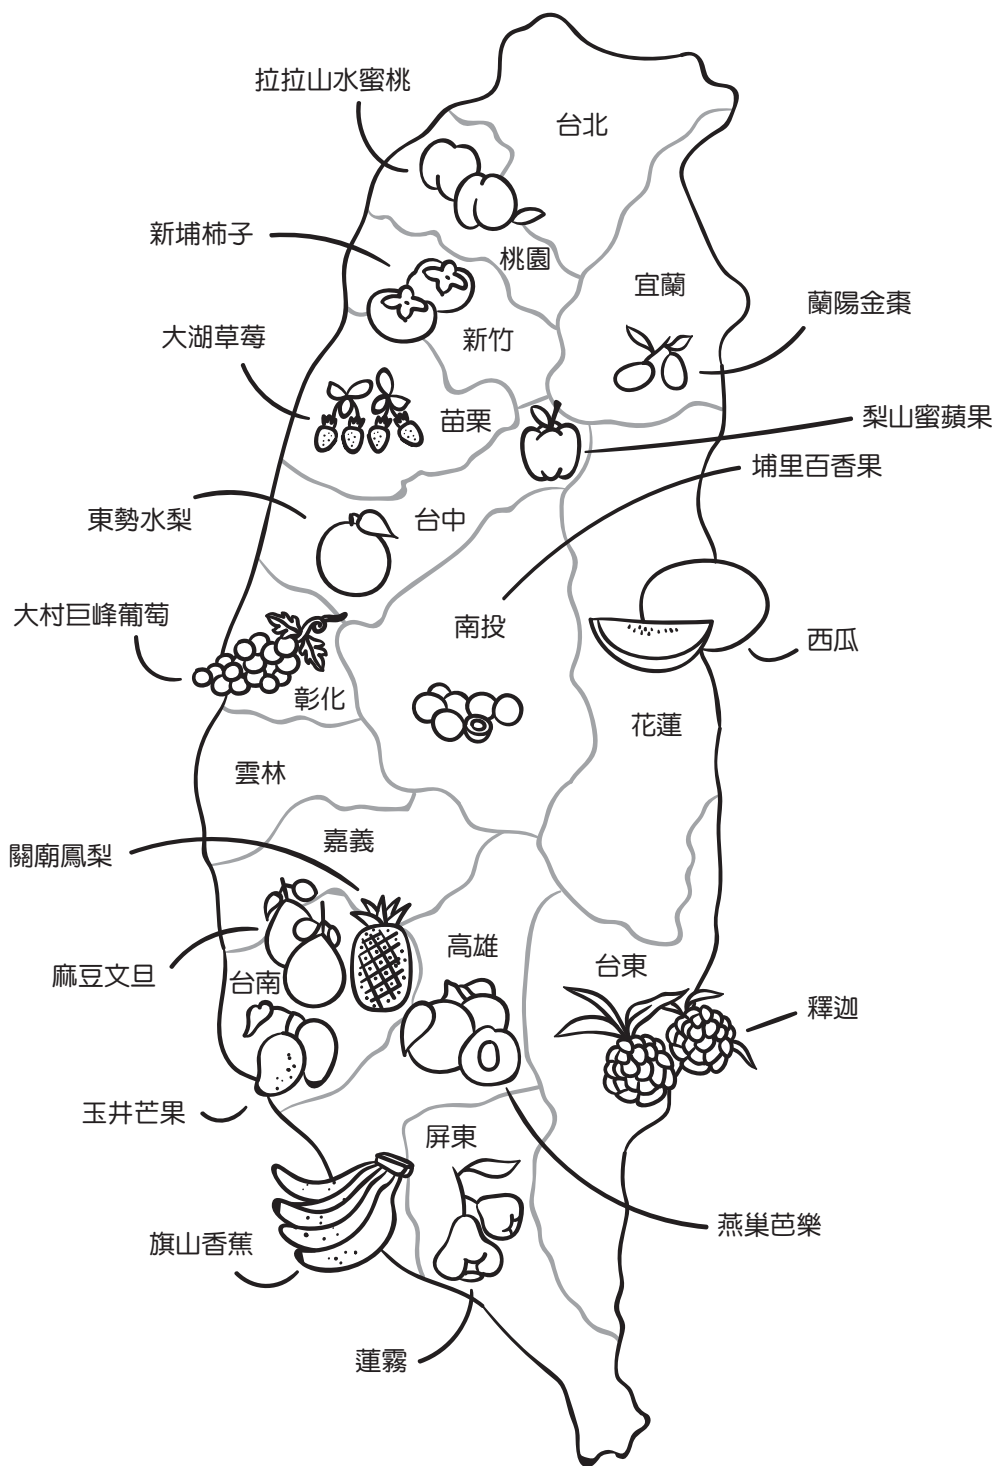 拉拉山水蜜桃
台北
新埔柿子
桃園
宜蘭
蘭陽金棗
大湖草莓
新竹
苗栗
梨山蜜蘋果
埔里百香果
東勢水梨
台中
大村巨峰葡萄
南投
西瓜
彰化
花蓮
雲林
嘉義
關廟鳳梨
高雄
台東
麻豆文旦
台南
釋迦
玉井芒果
屏東
燕巢芭樂
旗山香蕉
蓮霧